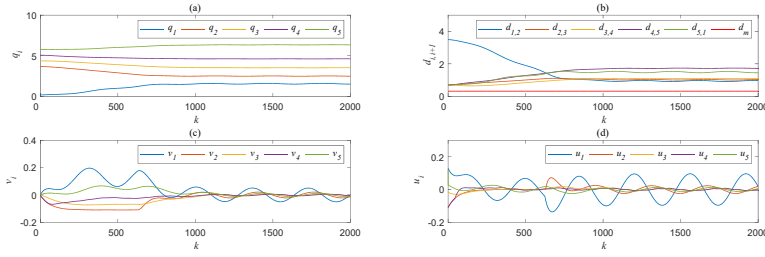 (a)
q1 q2 q3 q4 q5
10
5
0
qi
0 500 1000 1500 2000
k
(b)
d1,2 d2,3 d3,4 d4,5 d5,1 dm
4
2
0
di, i+1
0 500 1000 1500 2000
k
(c)
v1 v2 v3 v4 v5
0.4
0.2
0
-0.2
vi
0 500 1000 1500 2000
k
(d)
u1 u2 u3 u4 u5
0.2
0
-0.2
ui
0 500 1000 1500 2000
k